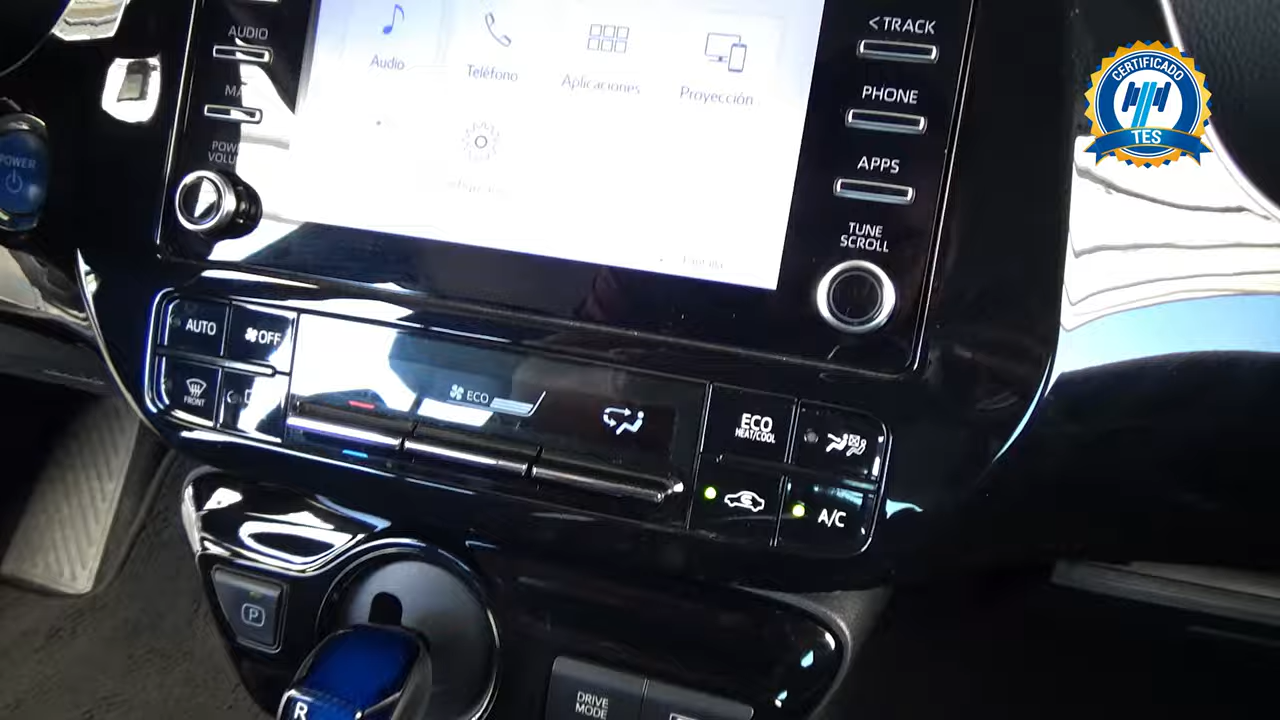 AUDIO
POWER
< TRACK
PHONE
APPS
TUNE
SCROLL
Audio
Teléfono
Aplicaciones
Proyección
AUTO
OFF
FRONT
ECO
ECO
HEAT/COOL
A/C
P
R
DRIVE
MODE
CERTIFICADO
TES